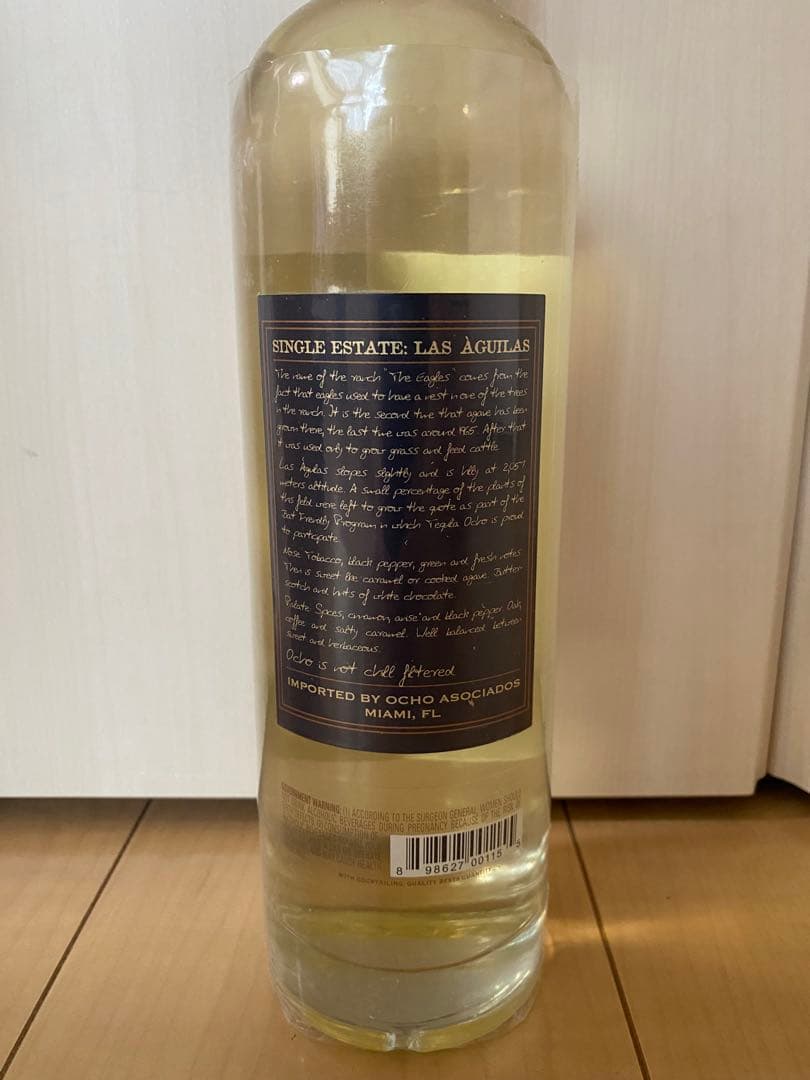 SINGLE ESTATE: LAS ÀGUILAS
The name of the ranch "The Eagles" comes from the
fact that eagles used to have a nest in one of the trees
in the ranch. It is the second time that agave has been
grown there, the last time was around 1965. After that
it was used only to grow grass and feed cattle.
Las Águilas slopes slightly and is hilly at 2,057
meters altitude. A small percentage of the plants of
this field were left to grow the quiote as part of the
Bat Friendly Program in which Tequila Ocho is proud
to participate.
Nose: Tobacco, black pepper, green and fresh notes.
Then is sweet like caramel or cooked agave. Butter-
scotch and hints of white chocolate.
Palate: Spices, cinnamon, anise and black pepper. Oak,
coffee and salty caramel. Well balanced between
sweet and herbaceous.
Ocho is not chill filtered
IMPORTED BY OCHO ASOCIADOS
MIAMI, FL
GOVERNMENT WARNING: (1) ACCORDING TO THE SURGEON GENERAL, WOMEN SHOULD
ALCOHOLIC BEVERAGES DURING PREGNANCY BECAUSE OF THE RISK OF
8 98627 00115 5